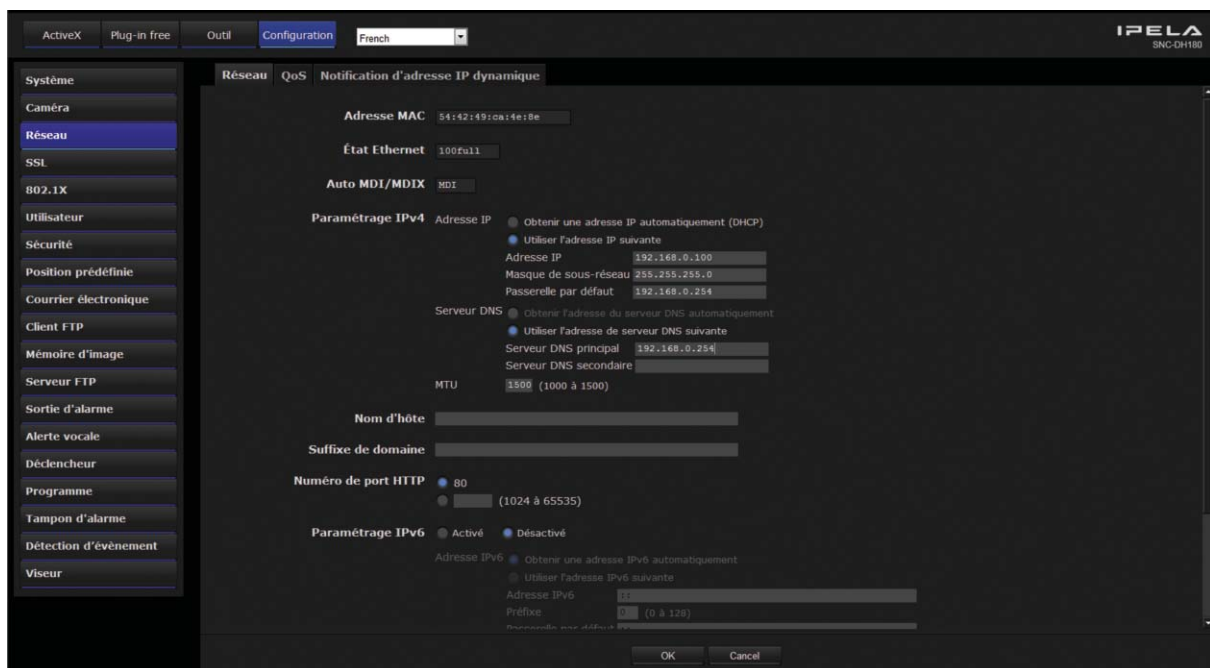 ActiveX Plug-in free Outil Configuration French
IPELA
SNC-DH180
Système
Caméra
Réseau
SSL
802.1X
Utilisateur
Sécurité
Position prédéfinie
Courrier électronique
Client FTP
Mémoire d'image
Serveur FTP
Sortie d'alarme
Alerte vocale
Déclencheur
Programme
Tampon d'alarme
Détection d'évènement
Viseur
Réseau QoS Notification d'adresse IP dynamique
Adresse MAC 54:42:49:ca:4e:8e
État Ethernet 100full
Auto MDI/MDIX MDI
Paramétrage IPv4 Adresse IP Obtenir une adresse IP automatiquement (DHCP)
Utiliser l'adresse IP suivante
Adresse IP 192.168.0.100
Masque de sous-réseau 255.255.255.0
Passerelle par défaut 192.168.0.254
Serveur DNS Obtenir l'adresse du serveur DNS automatiquement
Utiliser l'adresse de serveur DNS suivante
Serveur DNS principal 192.168.0.254
Serveur DNS secondaire
MTU 1500 (1000 à 1500)
Nom d'hôte
Suffixe de domaine
Numéro de port HTTP 80
(1024 à 65535)
Paramétrage IPv6 Activé Désactivé
Adresse IPv6 Obtenir une adresse IPv6 automatiquement
Utiliser l'adresse IPv6 suivante
Adresse IPv6 ::
Préfixe 0 (0 à 128)
Passerelle par défaut ::
OK Cancel